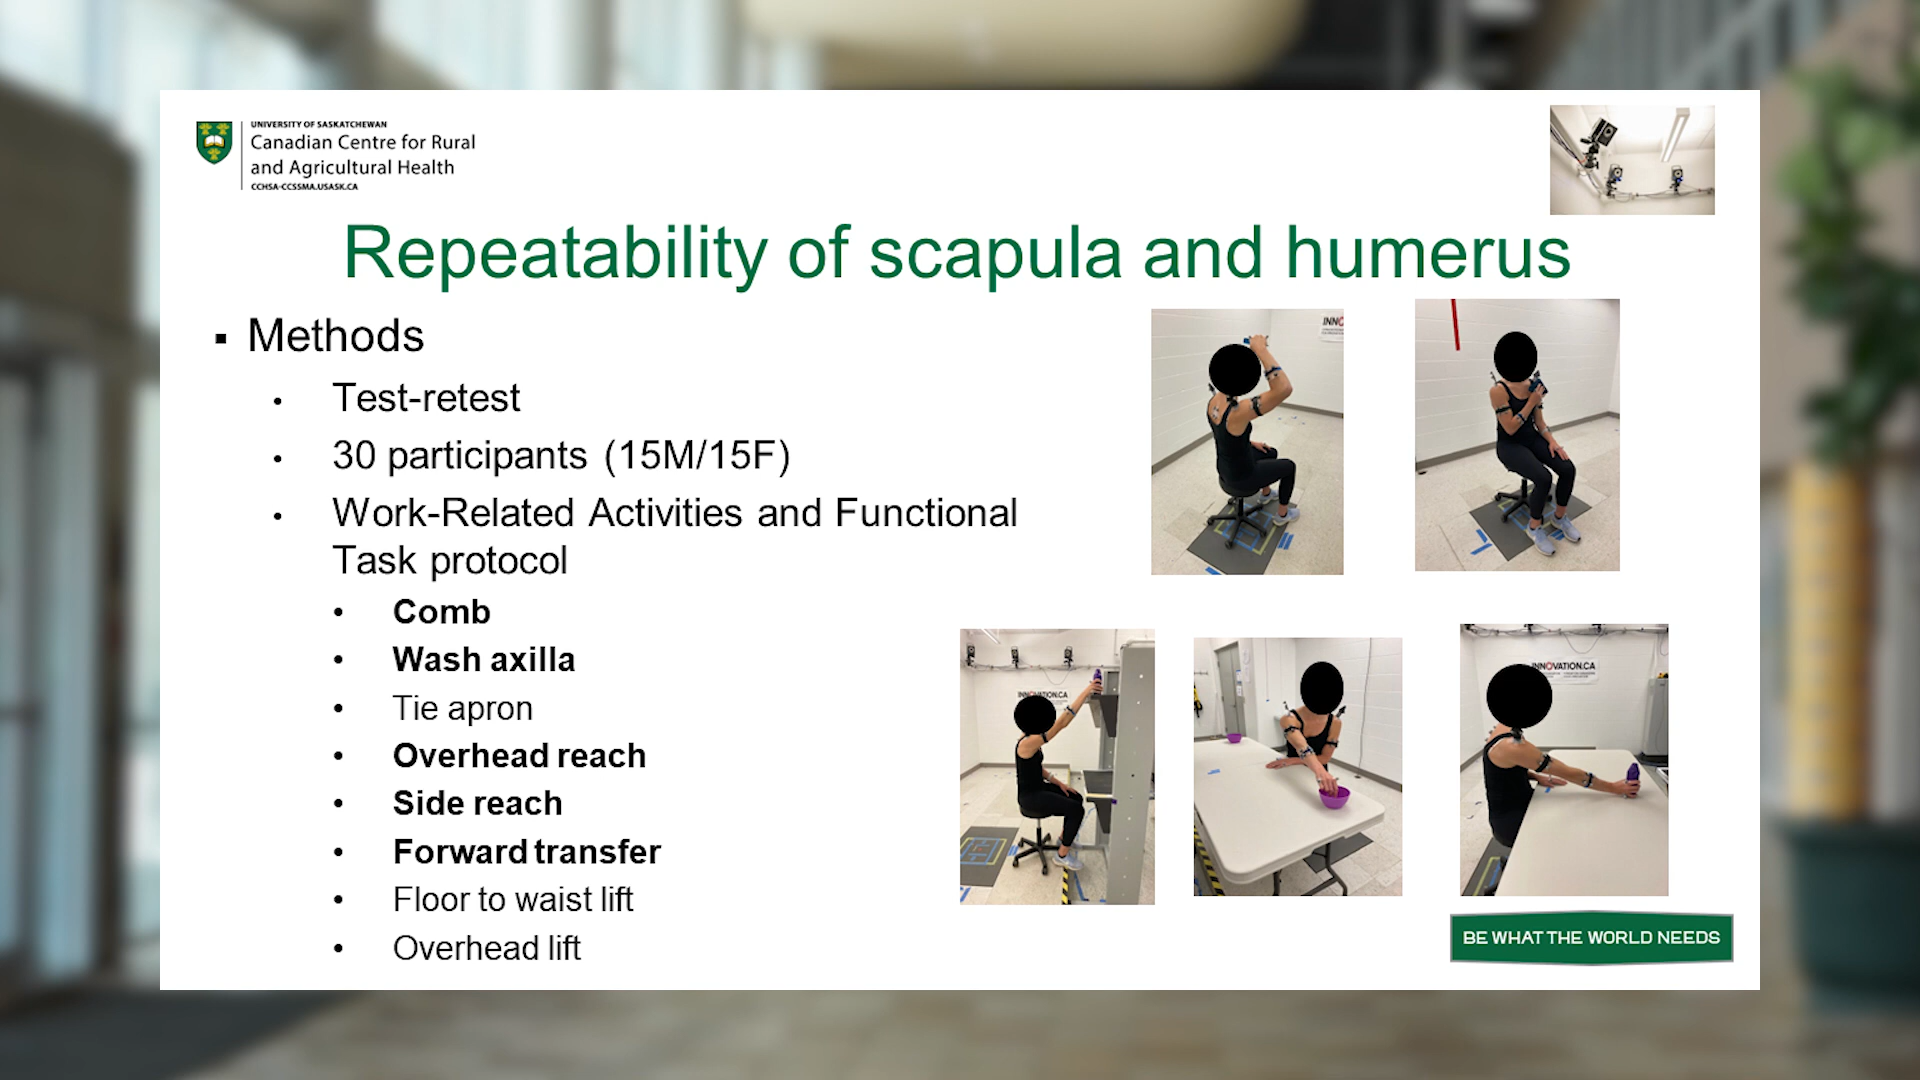 UNIVERSITY OF SASKATCHEWAN
Canadian Centre for Rural
and Agricultural Health
CCHSA-CCSSMA.USASK.CA
Repeatability of scapula and humerus
Methods
Test-retest
30 participants (15M/15F)
Work-Related Activities and Functional
Task protocol
Comb
Wash axilla
Tie apron
Overhead reach
Side reach
Forward transfer
Floor to waist lift
Overhead lift
INNOVATION.CA
INNOVATION.CA
BE WHAT THE WORLD NEEDS